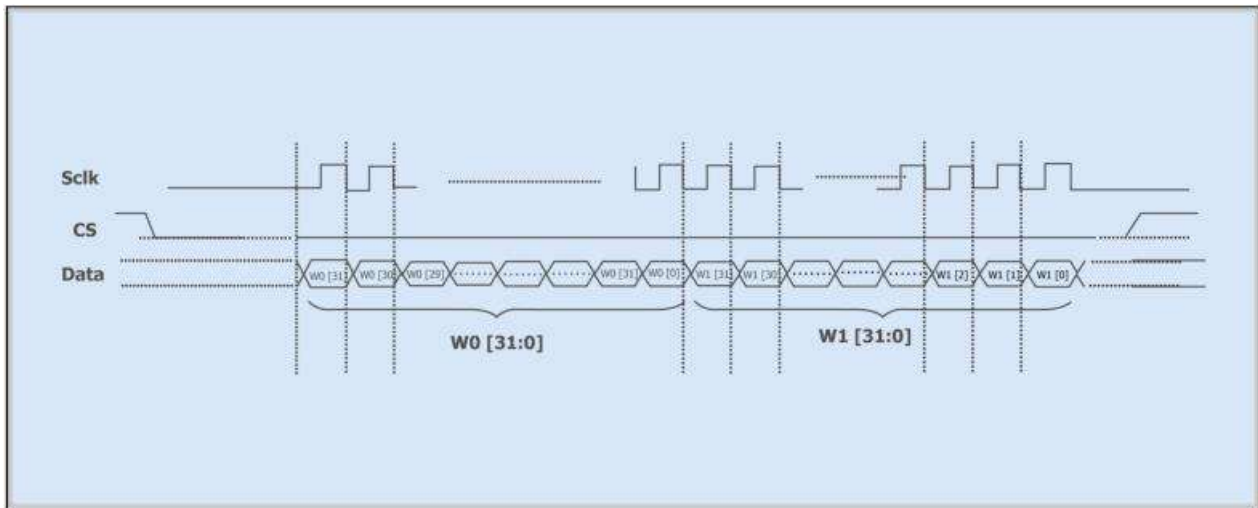 Sclk
CS
Data
W0 [31] W0 [30] W0 [29] W0 [31] W0 [0] W1 [31] W1 [30] W1 [2] W1 [1] W1 [0]
W0 [31:0] W1 [31:0]